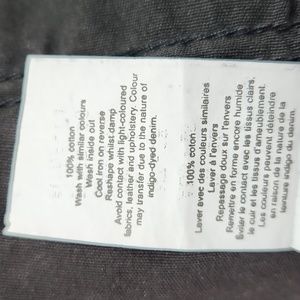 100% cotton
Wash with similar colours
Wash inside out
Cool iron on reverse
Reshape whilst damp
Avoid contact with light-coloured
fabrics, leather and upholstery. Colour
may transfer due to the nature of
indigo-dyed denim.
100% coton
Laver avec des couleurs similaires
Laver à l'envers
Repassage doux sur l'envers
Remettre en forme encore humide
Éviter le contact avec les tissus clairs,
le cuir et les tissus d'ameublement.
Les couleurs peuvent déteindre
en raison de la nature de la
teinture indigo du denim.